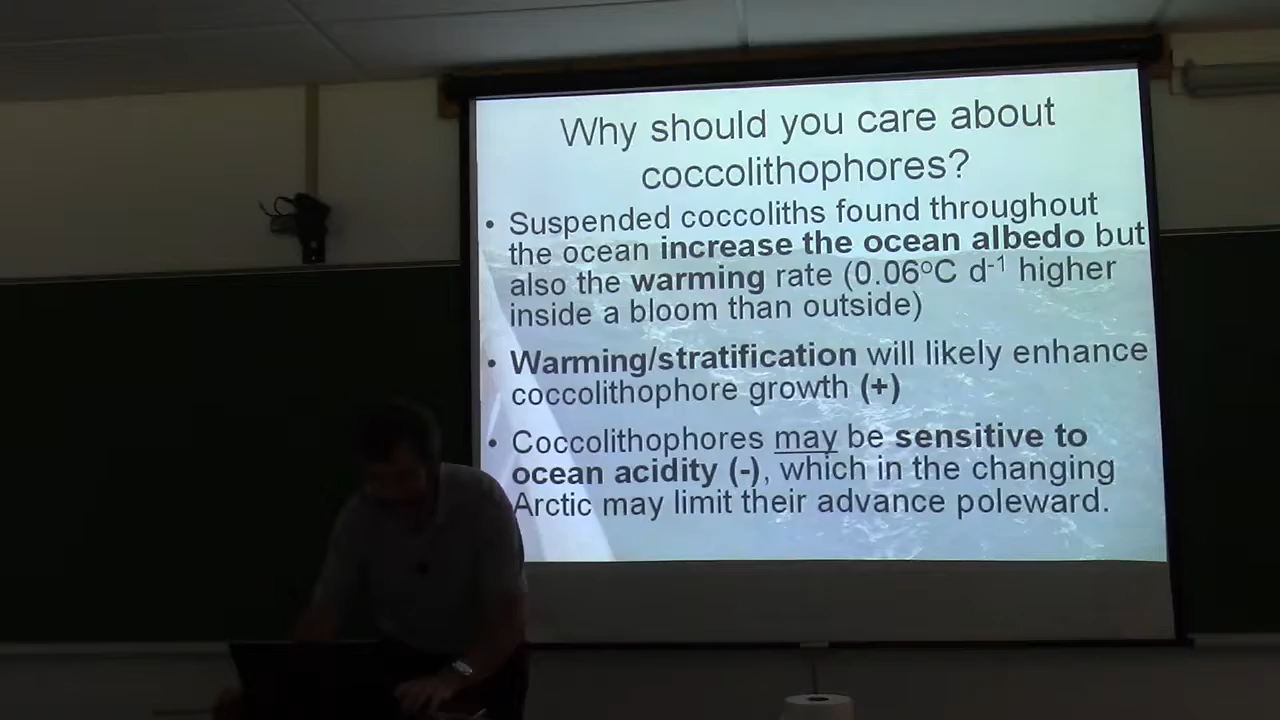 Why should you care about
coccolithophores?
• Suspended coccoliths found throughout
the ocean increase the ocean albedo but
also the warming rate (0.06°C d-1 higher
inside a bloom than outside)
• Warming/stratification will likely enhance
coccolithophore growth (+)
• Coccolithophores may be sensitive to
ocean acidity (-), which in the changing
Arctic may limit their advance poleward.